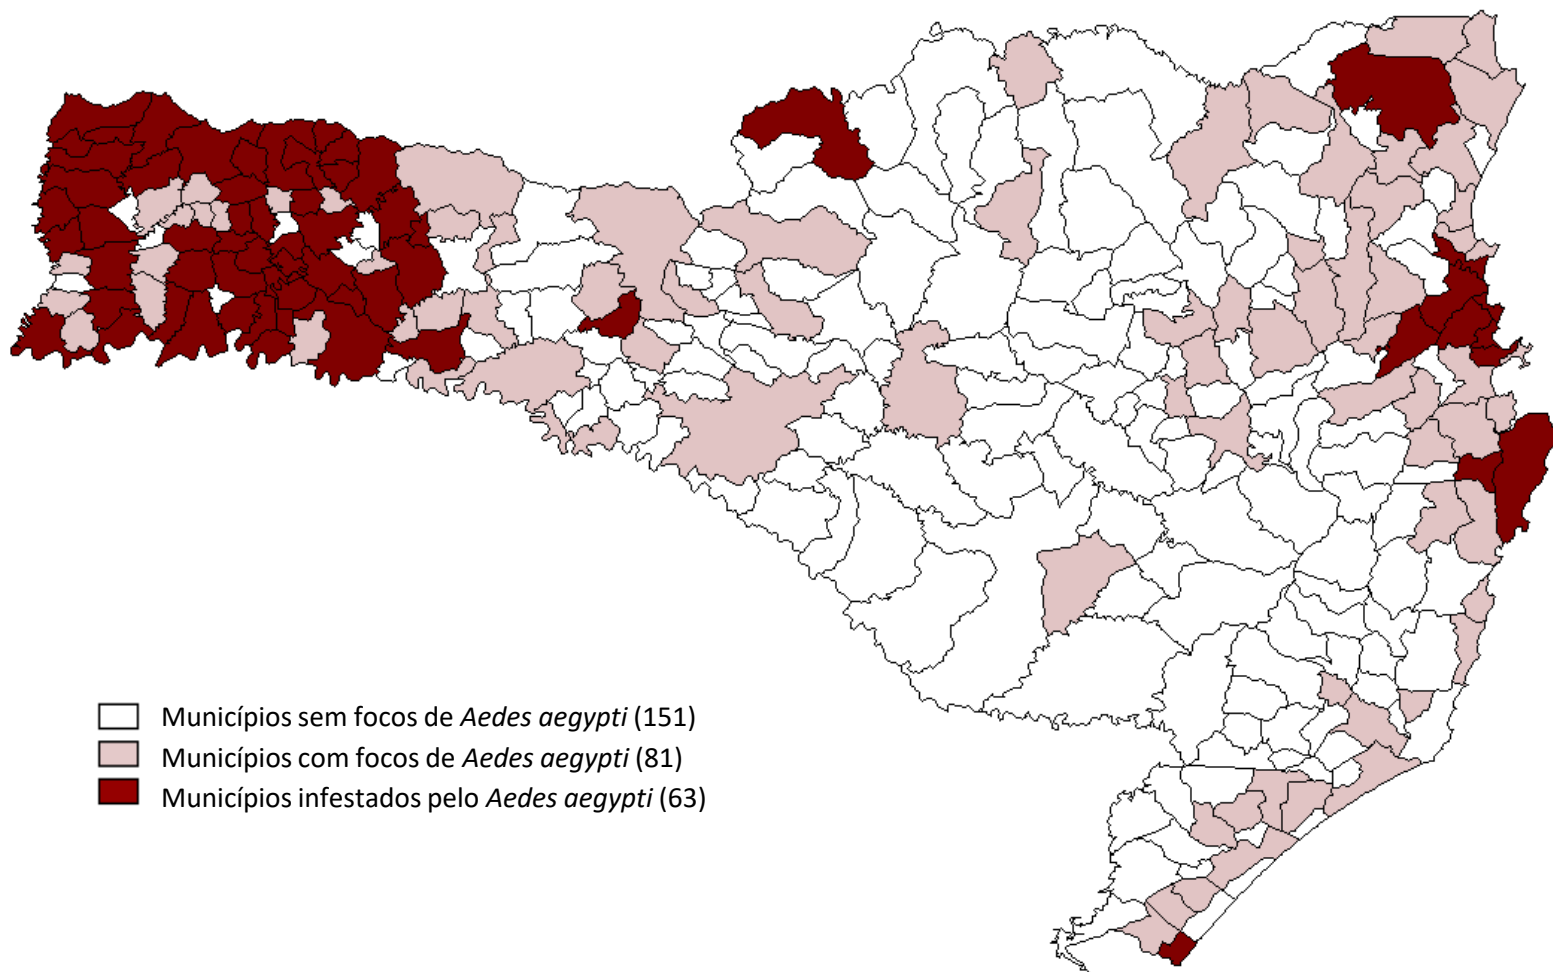 Municípios sem focos de Aedes aegypti (151)
Municípios com focos de Aedes aegypti (81)
Municípios infestados pelo Aedes aegypti (63)